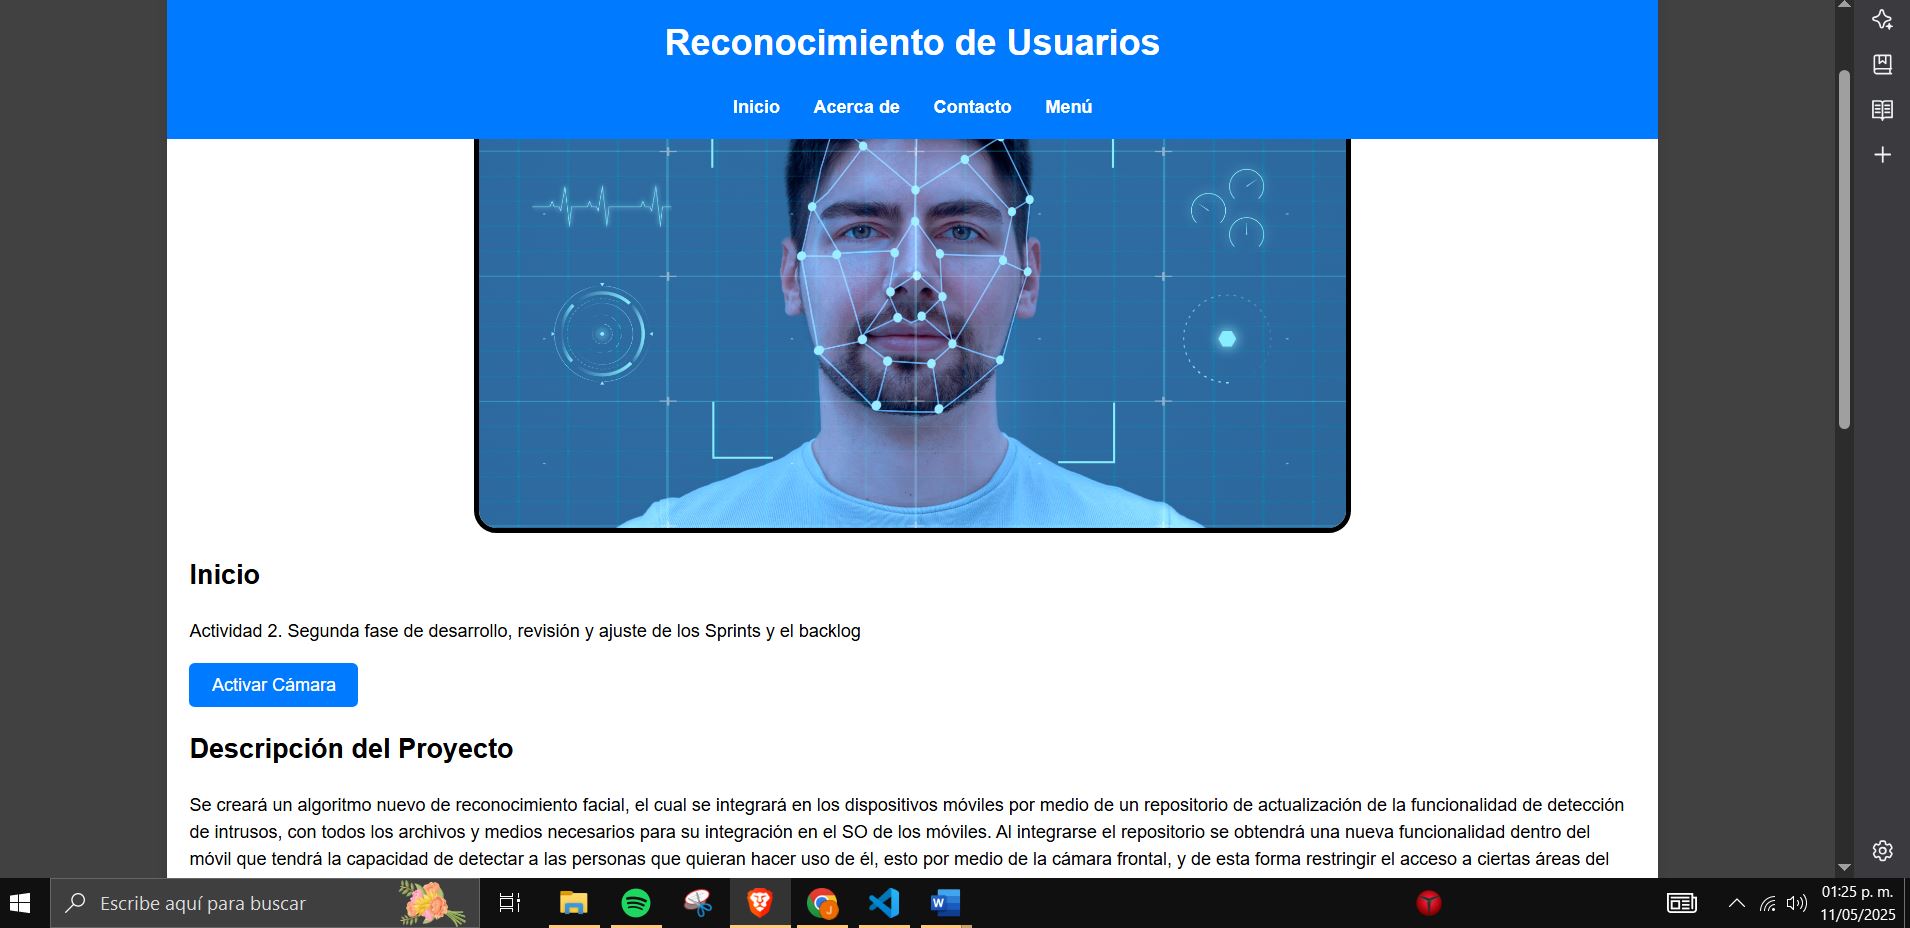 Reconocimiento de Usuarios
Inicio Acerca de Contacto Menú
Inicio
Actividad 2. Segunda fase de desarrollo, revisión y ajuste de los Sprints y el backlog
Activar Cámara
Descripción del Proyecto
Se creará un algoritmo nuevo de reconocimiento facial, el cual se integrará en los dispositivos móviles por medio de un repositorio de actualización de la funcionalidad de detección
de intrusos, con todos los archivos y medios necesarios para su integración en el SO de los móviles. Al integrarse el repositorio se obtendrá una nueva funcionalidad dentro del
móvil que tendrá la capacidad de detectar a las personas que quieran hacer uso de él, esto por medio de la cámara frontal, y de esta forma restringir el acceso a ciertas áreas del
Escribe aquí para buscar
01:25 p. m.
11/05/2025